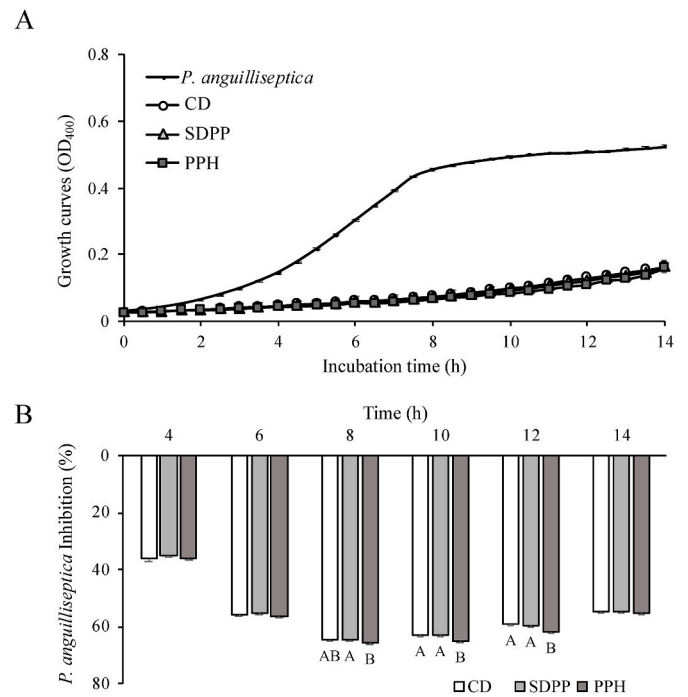 A
Growth curves (OD400)
0.8
0.6
0.4
0.2
0
P. anguilliseptica
CD
SDPP
PPH
0 2 4 6 8 10 12 14
Incubation time (h)
B
Time (h)
4 6 8 10 12 14
P. anguilliseptica Inhibition (%)
0
20
40
60
80
AB A B A A B A A B
CD SDPP PPH